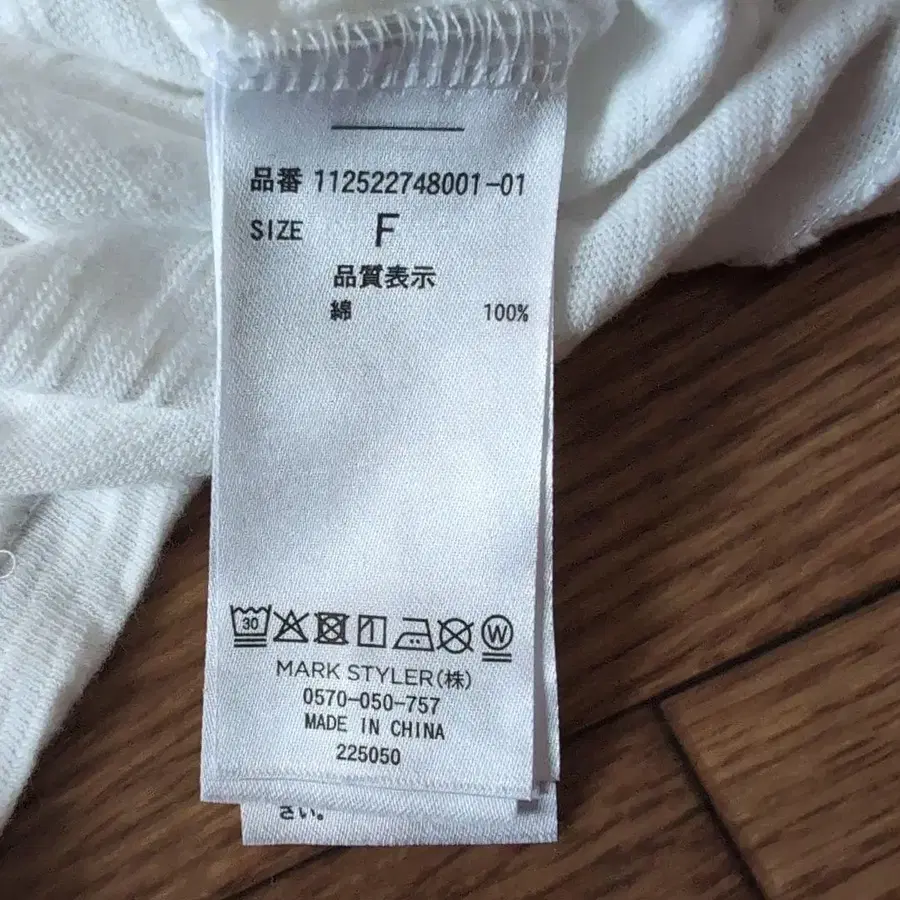 品番 112522748001-01
SIZE F
品質表示
綿 100%
30
W
MARK STYLER(株)
0570-050-757
MADE IN CHINA
225050
さい。